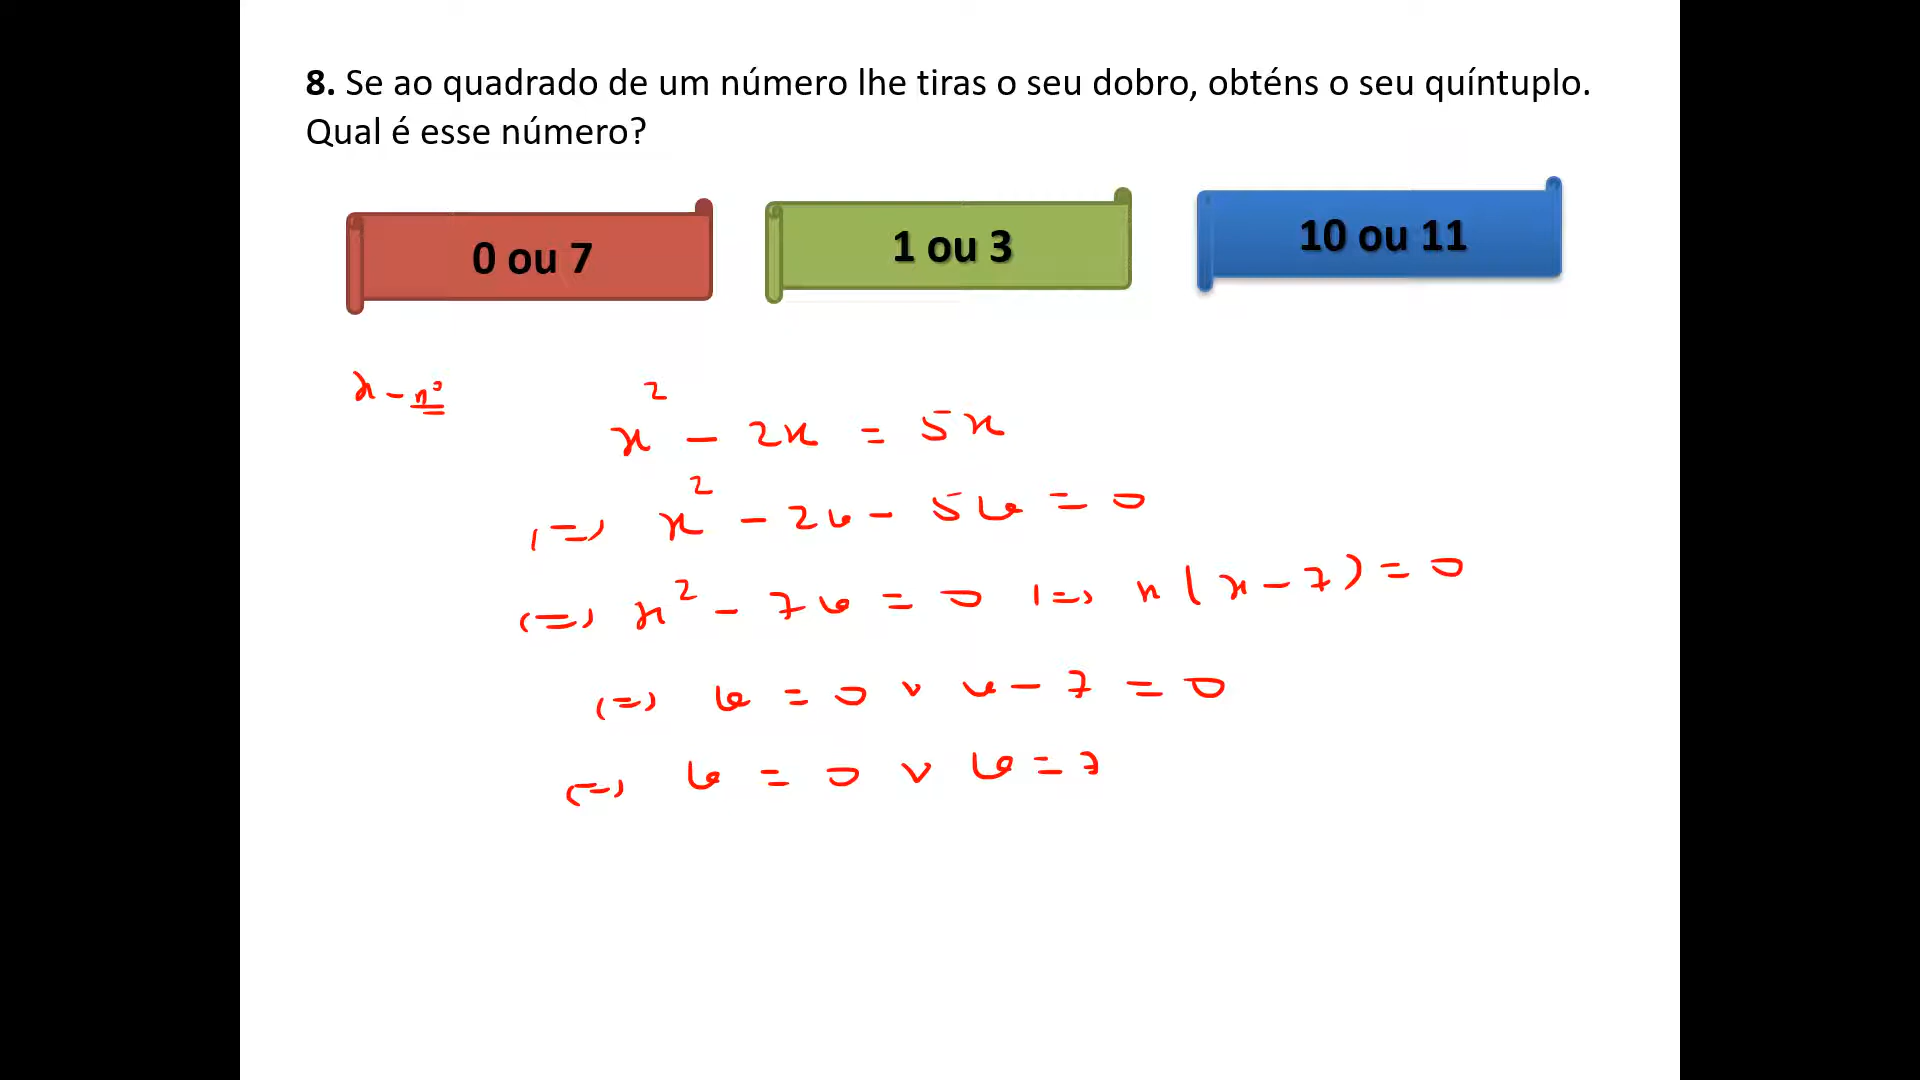 8. Se ao quadrado de um número lhe tiras o seu dobro, obténs o seu quíntuplo.
Qual é esse número?
0 ou 7
1 ou 3
10 ou 11
x - nº
x² - 2x = 5x
(=) x² - 2x - 5x = 0
(=) x² - 7x = 0 (=) x(x - 7) = 0
(=) x = 0 v x - 7 = 0
(=) x = 0 v x = 7